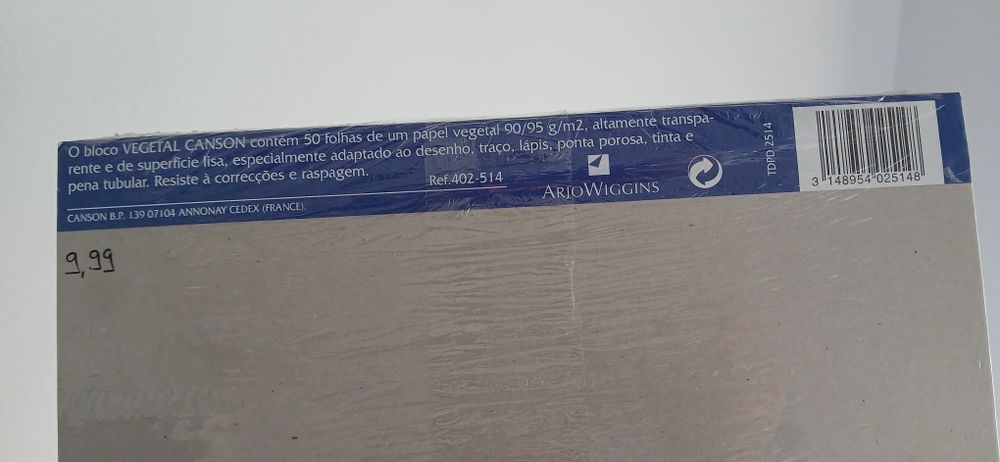 O bloco VEGETAL CANSON contém 50 folhas de um papel vegetal 90/95 g/m2, altamente transpa-
rente e de superfície lisa, especialmente adaptado ao desenho, traço, lápis, ponta porosa, tinta e
pena tubular. Resiste à correcções e raspagem.
Ref.402-514
ARJOWIGGINS
TDPD 2514
3 148954 025148
CANSON B.P. 139 07104 ANNONAY CEDEX (FRANCE).
9,99